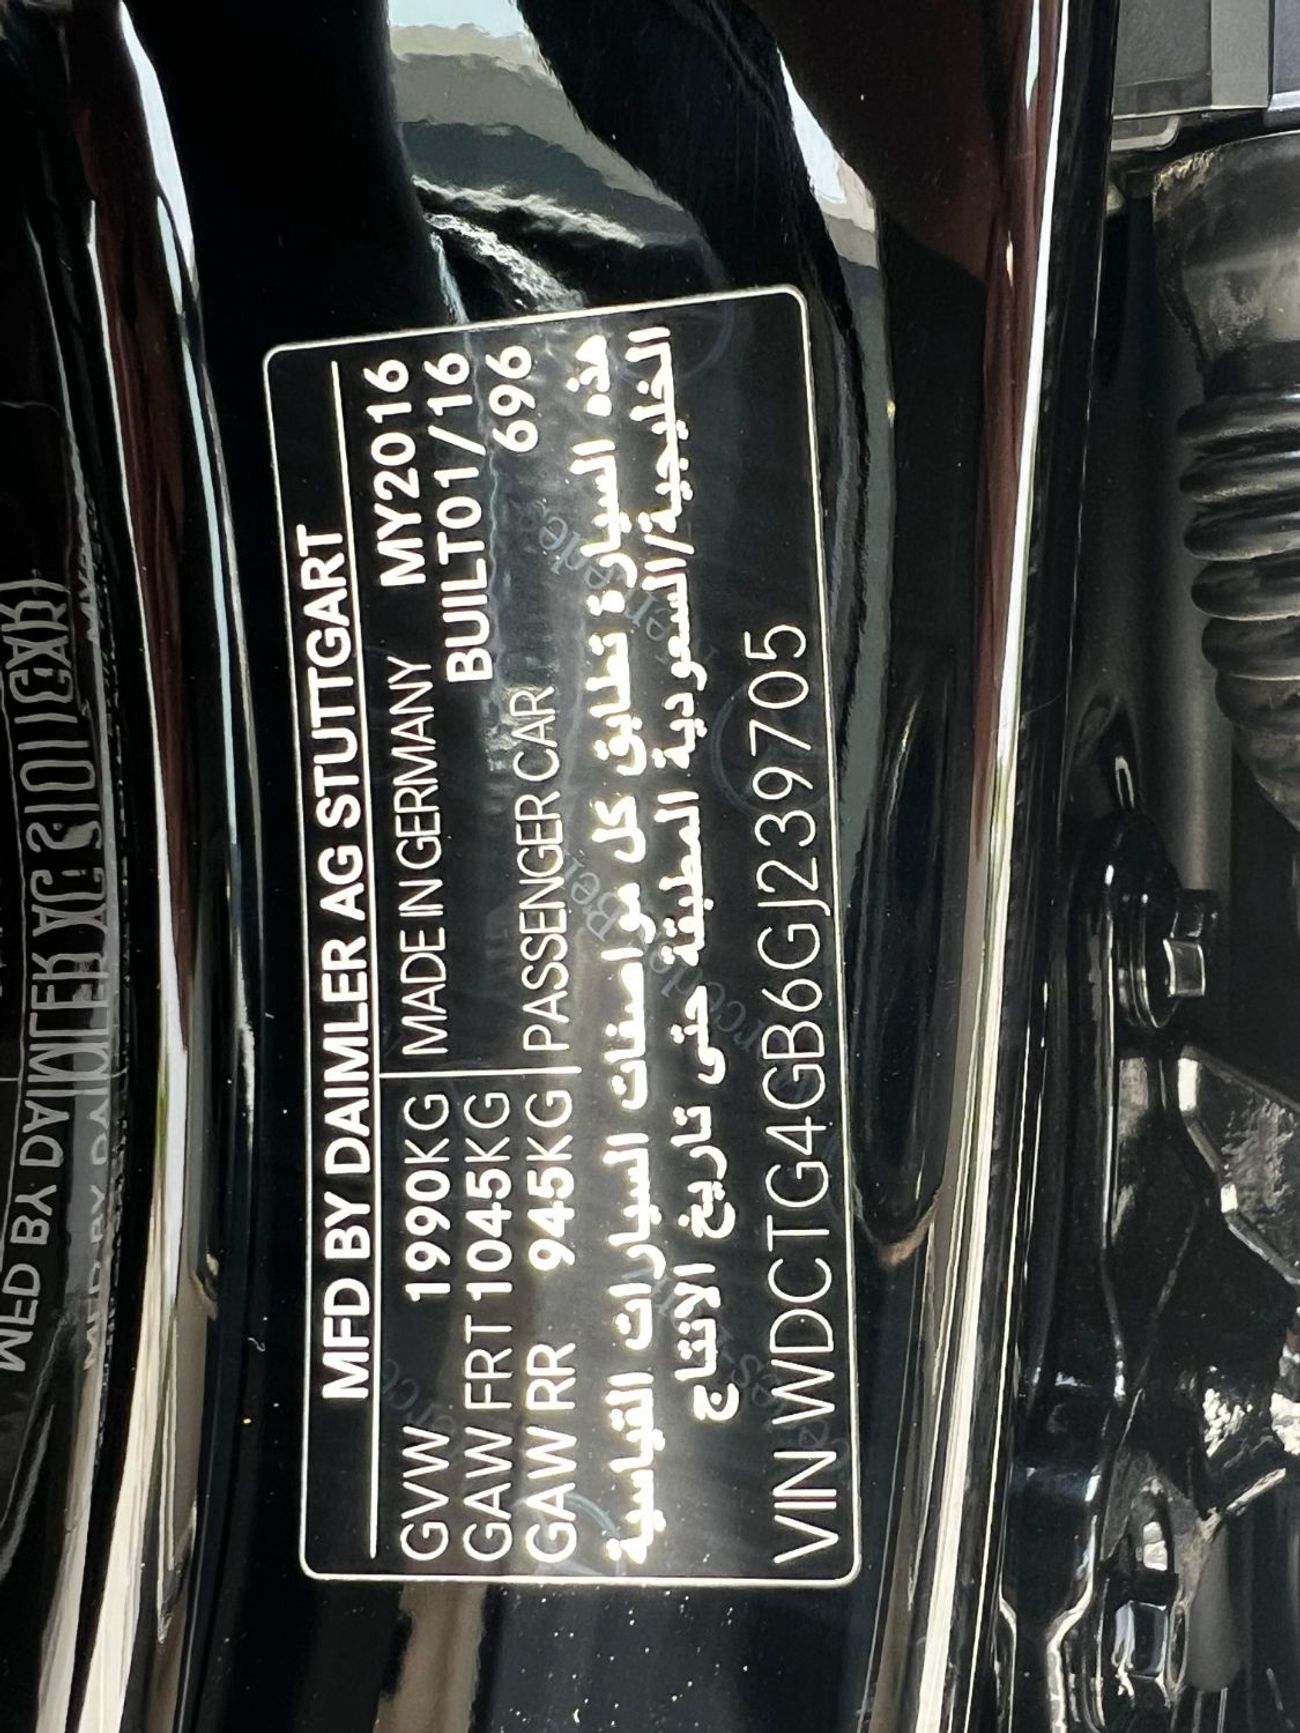 MFD BY DAIMLER AG STUTTGART
GVW 1990KG MADE IN GERMANY MY2016
GAW FRT 1045KG BUILT01/16
GAW RR 945KG PASSENGER CAR 696
هذه السيارة تطابق كل مواصفات السيارات القياسية
الخليجية/السعودية المطبقة حتى تاريخ الانتاج
VIN WDCTG4GB6GJ239705